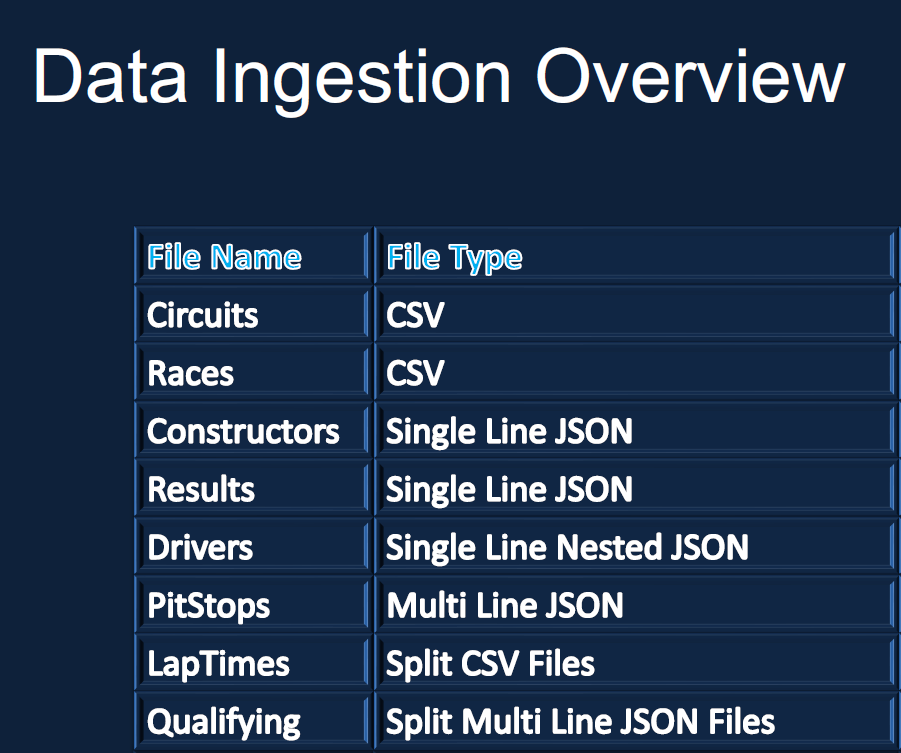 Data Ingestion Overview
File Name File Type
Circuits CSV
Races CSV
Constructors Single Line JSON
Results Single Line JSON
Drivers Single Line Nested JSON
PitStops Multi Line JSON
LapTimes Split CSV Files
Qualifying Split Multi Line JSON Files